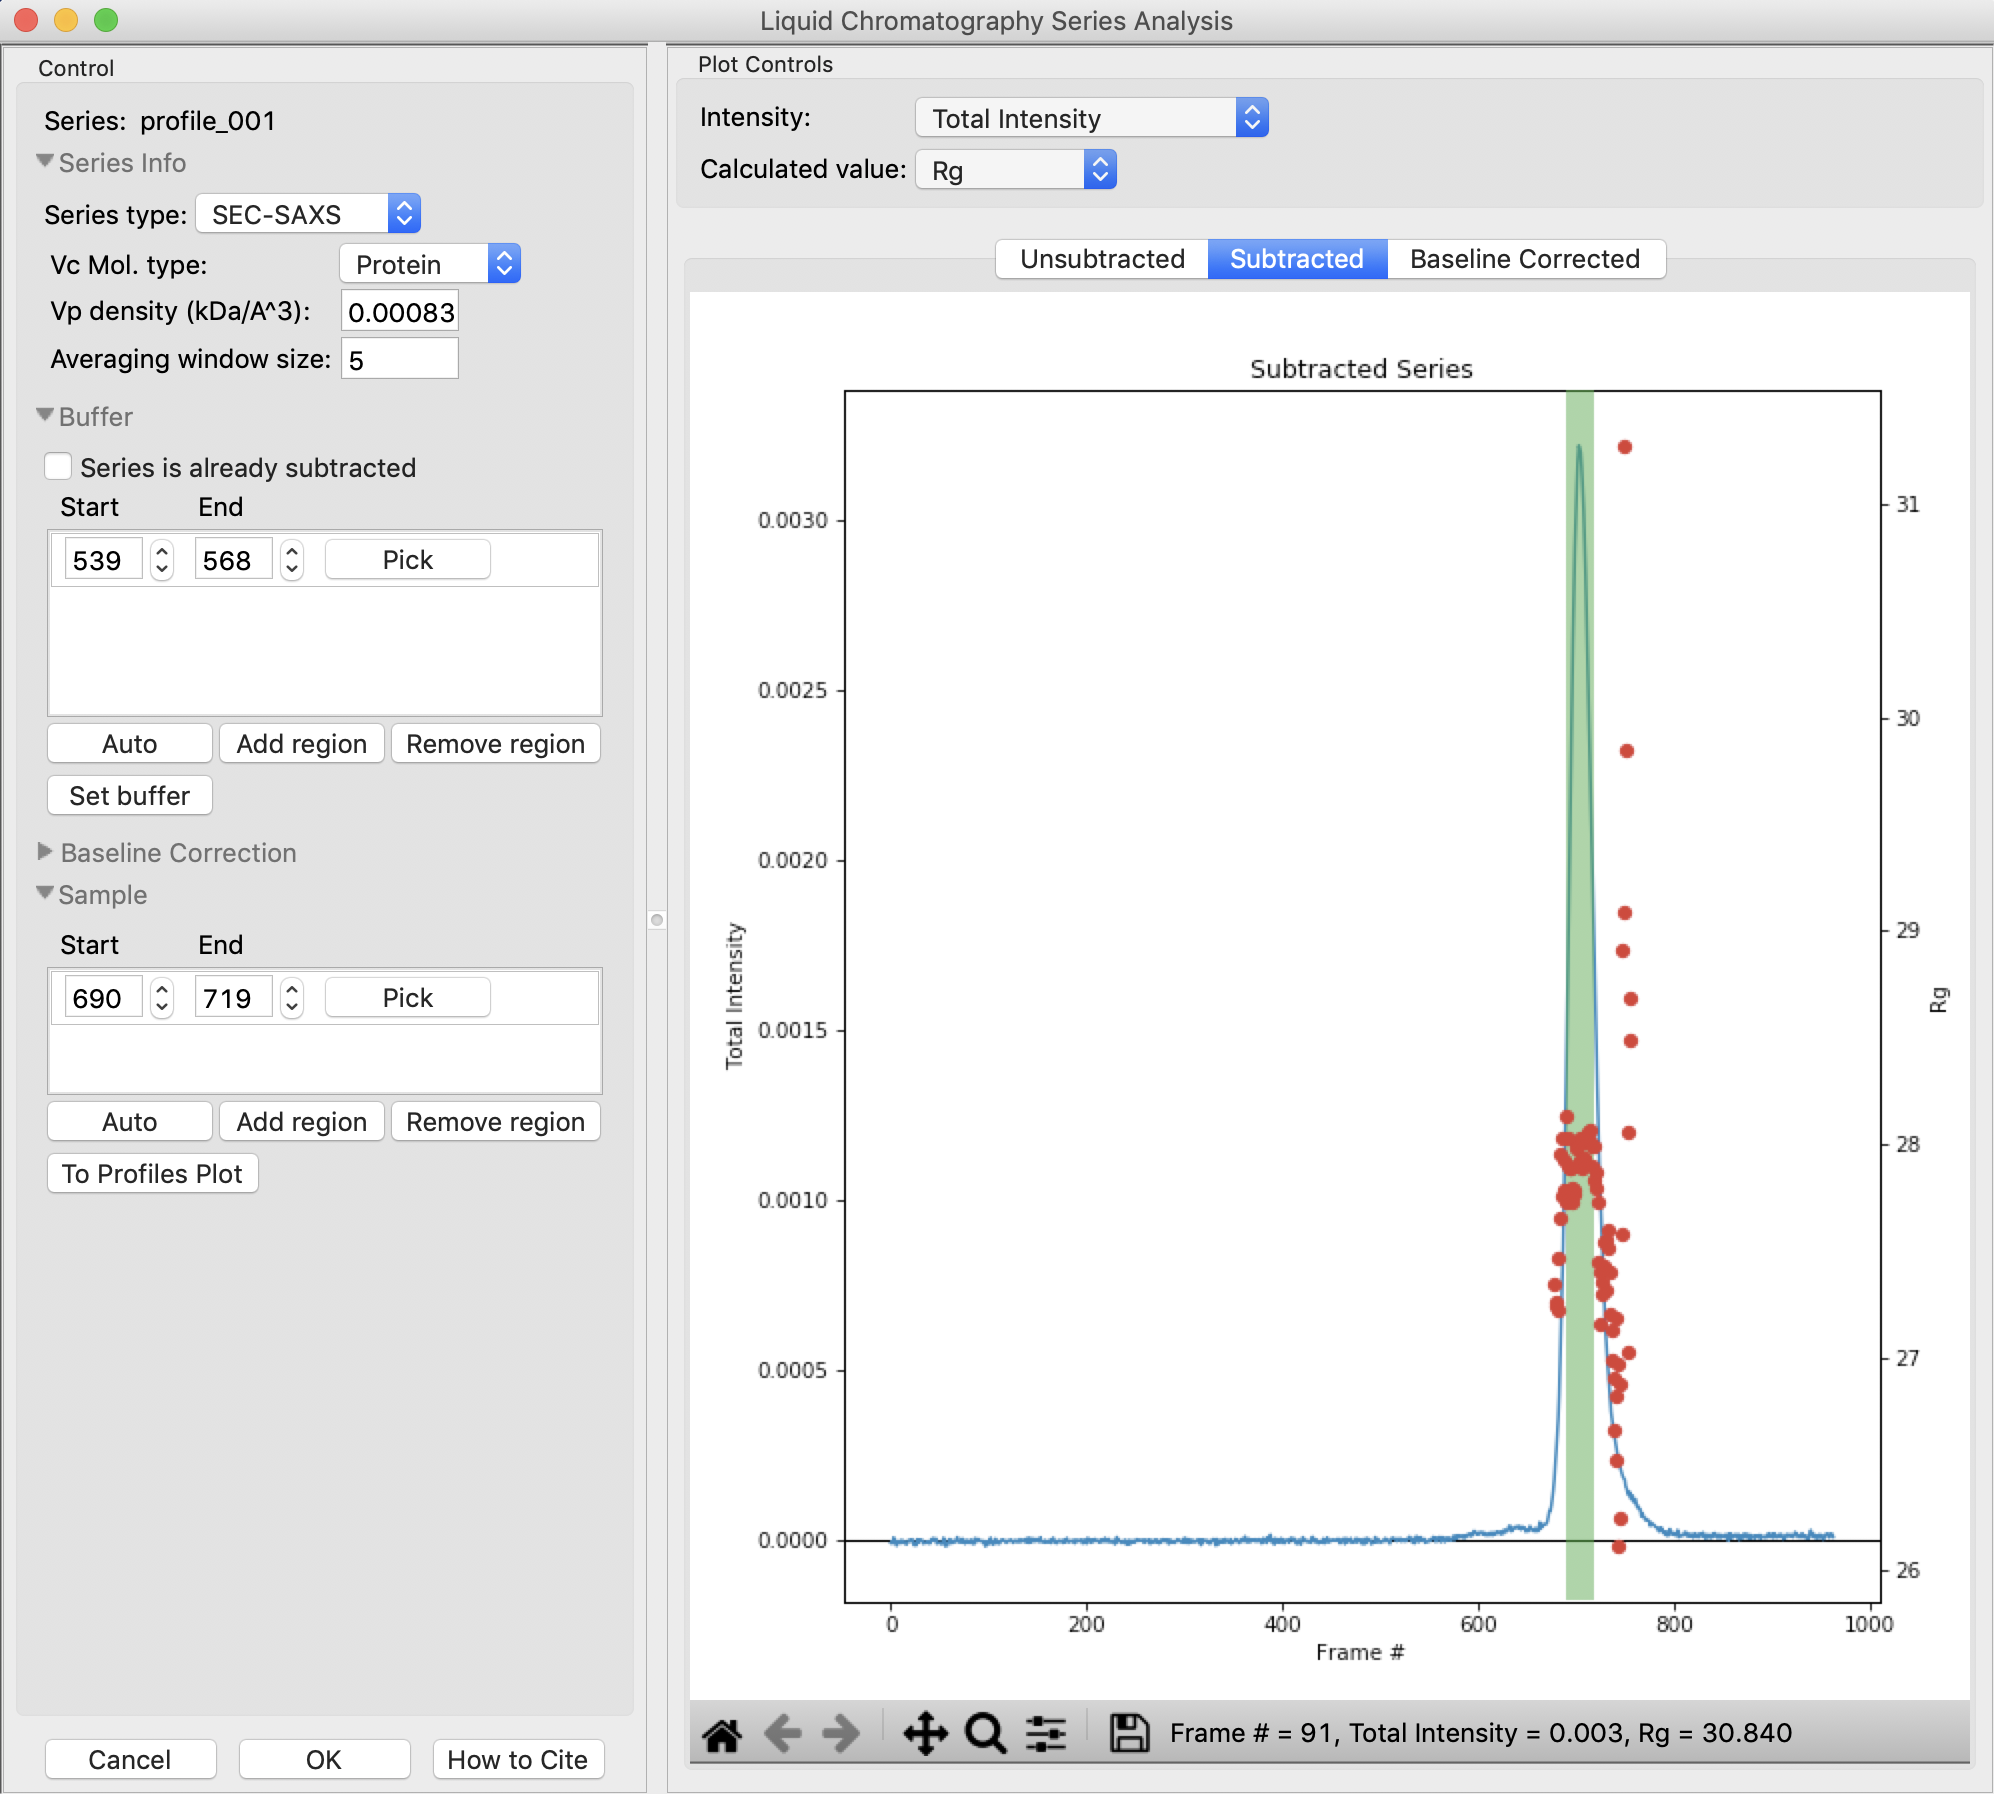 Liquid Chromatography Series Analysis
Control
Series: profile_001
Series Info
Series type: SEC-SAXS
Vc Mol. type: Protein
Vp density (kDa/A^3): 0.00083
Averaging window size: 5
Buffer
Series is already subtracted
Start End
539 568 Pick
Auto Add region Remove region
Set buffer
Baseline Correction
Sample
Start End
690 719 Pick
Auto Add region Remove region
To Profiles Plot
Cancel OK How to Cite
Plot Controls
Intensity: Total Intensity
Calculated value: Rg
Unsubtracted Subtracted Baseline Corrected
Subtracted Series
0.0030
0.0025
0.0020
0.0015
0.0010
0.0005
0.0000
Total Intensity
31
30
29
28
27
26
Rg
0 200 400 600 800 1000
Frame #
Frame # = 91, Total Intensity = 0.003, Rg = 30.840